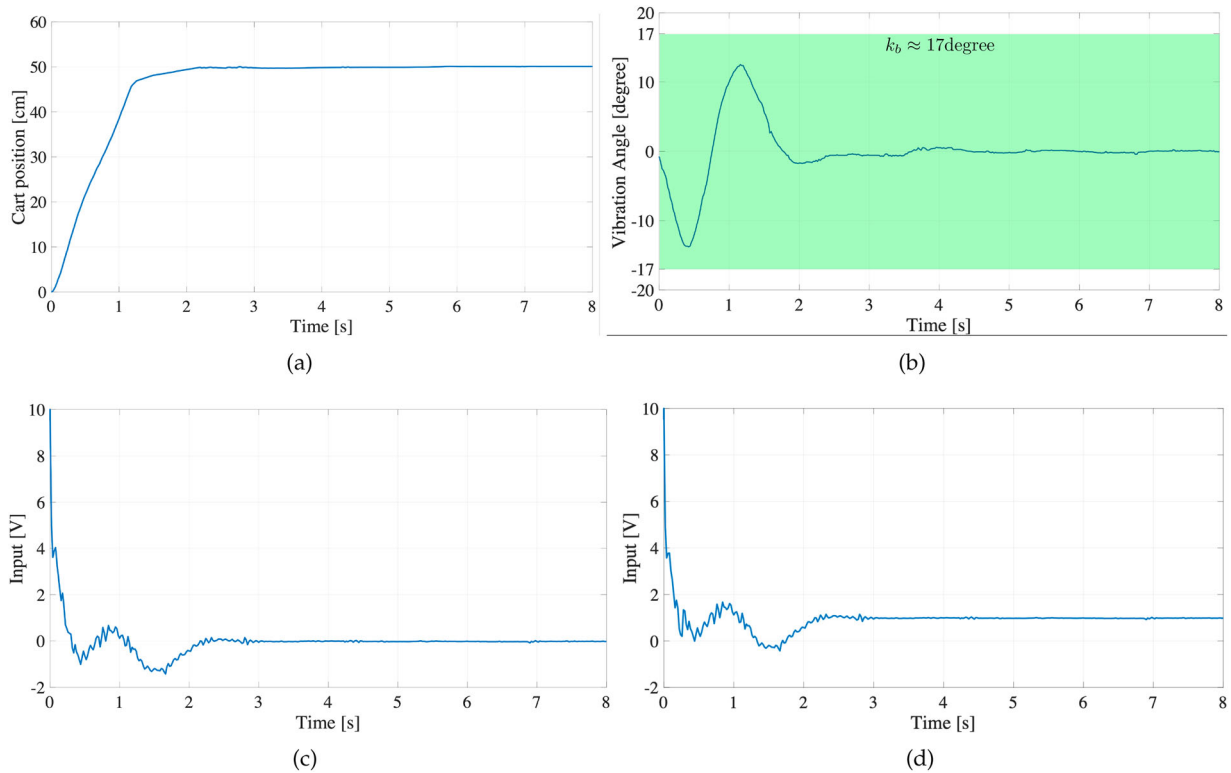 60
50
40
30
20
10
0
Cart position [cm]
0 1 2 3 4 5 6 7 8
Time [s]
(a)
20
17
10
0
-10
-17
-20
Vibration Angle [degree]
k_b ≈ 17degree
0 1 2 3 4 5 6 7 8
Time [s]
(b)
10
8
6
4
2
0
-2
Input [V]
0 1 2 3 4 5 6 7 8
Time [s]
(c)
10
8
6
4
2
0
-2
Input [V]
0 1 2 3 4 5 6 7 8
Time [s]
(d)